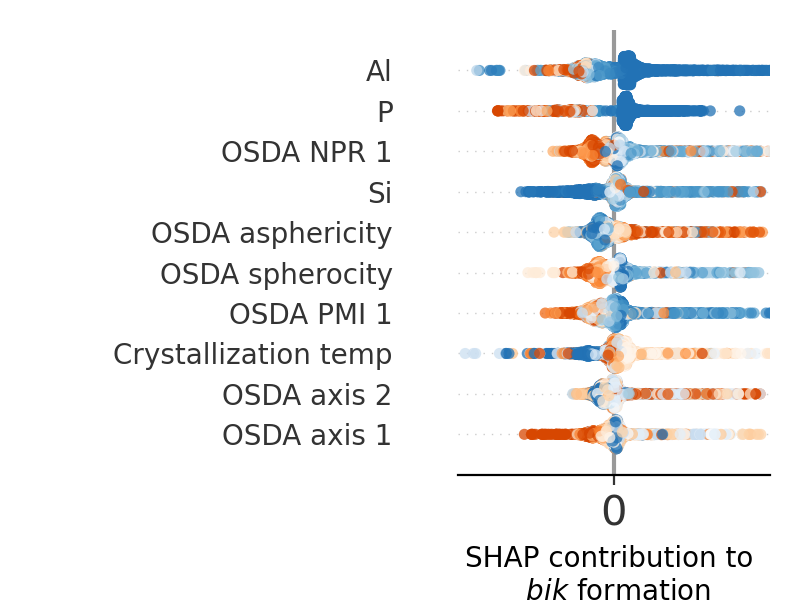 Al
P
OSDA NPR 1
Si
OSDA asphericity
OSDA spherocity
OSDA PMI 1
Crystallization temp
OSDA axis 2
OSDA axis 1
0
SHAP contribution to
bik formation